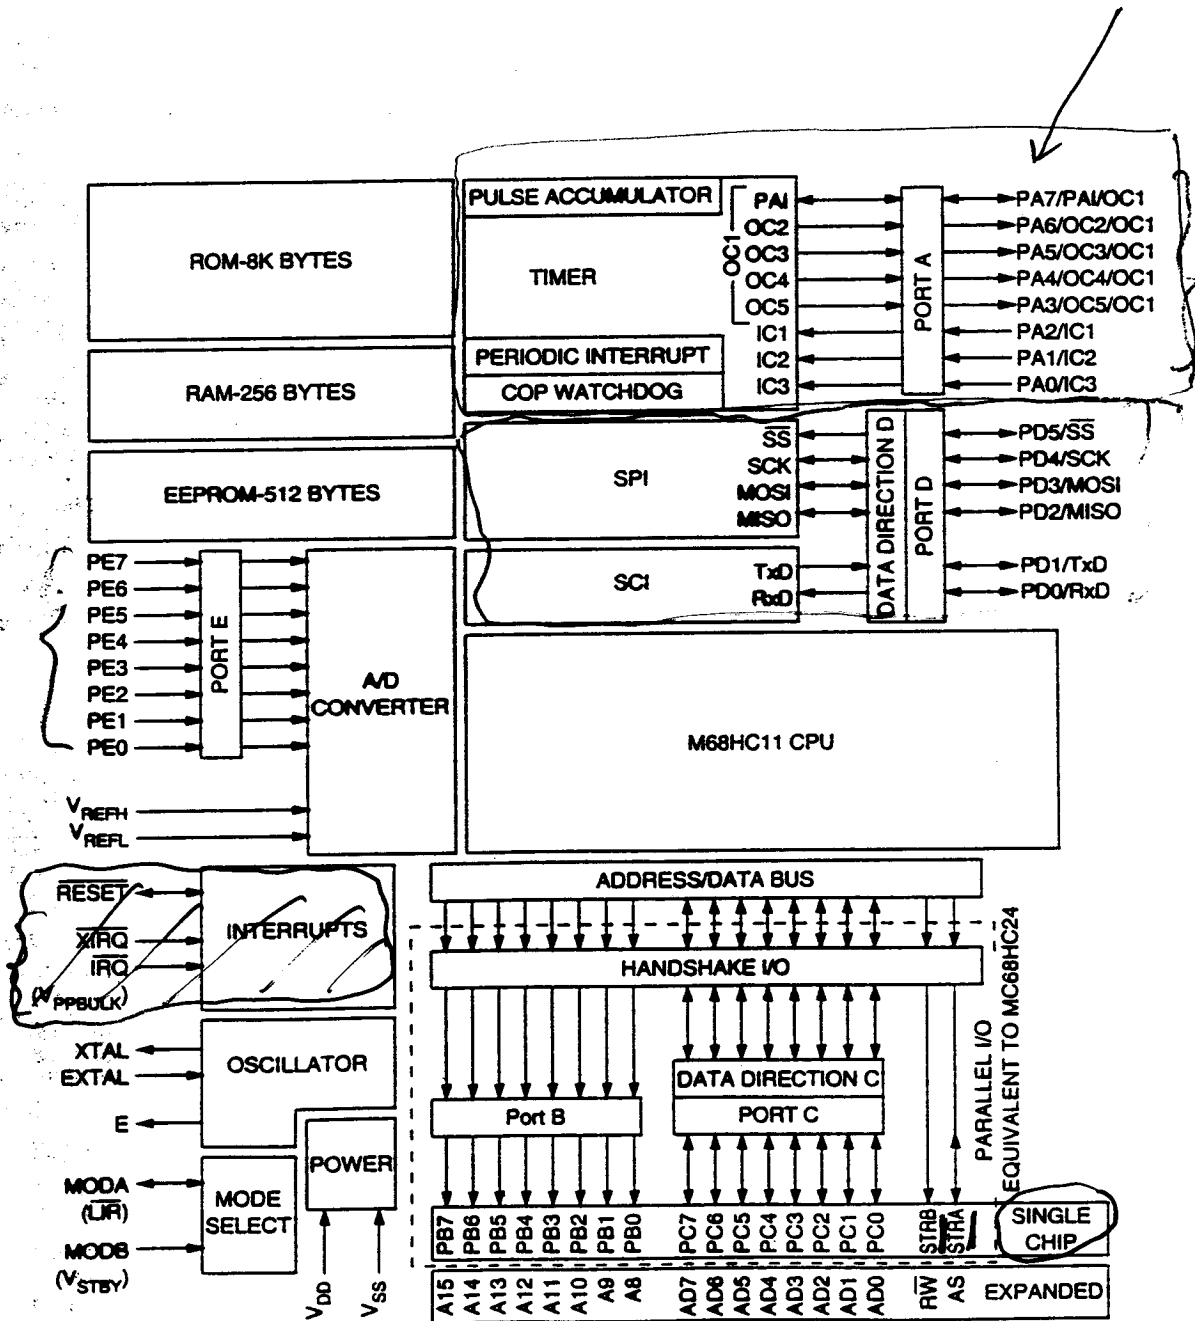 PULSE ACCUMULATOR
ROM-8K BYTES
TIMER
PERIODIC INTERRUPT
COP WATCHDOG
OC1
PAI
OC2
OC3
OC4
OC5
IC1
IC2
IC3
PORT A
PA7/PAI/OC1
PA6/OC2/OC1
PA5/OC3/OC1
PA4/OC4/OC1
PA3/OC5/OC1
PA2/IC1
PA1/IC2
PA0/IC3
RAM-256 BYTES
EEPROM-512 BYTES
SPI
S̅S̅
SCK
MOSI
MISO
SCI
TxD
RxD
DATA DIRECTION D
PORT D
PD5/S̅S̅
PD4/SCK
PD3/MOSI
PD2/MISO
PD1/TxD
PD0/RxD
PE7
PE6
PE5
PE4
PE3
PE2
PE1
PE0
PORT E
A/D
CONVERTER
VREFH
VREFL
M68HC11 CPU
R̅E̅S̅E̅T̅
X̅I̅R̅Q̅
I̅R̅Q̅
(VPPBULK)
INTERRUPTS
XTAL
EXTAL
E
OSCILLATOR
POWER
MODA
(L̅I̅R̅)
MODB
(VSTBY)
MODE
SELECT
VDD
VSS
ADDRESS/DATA BUS
HANDSHAKE I/O
DATA DIRECTION C
Port B
PORT C
PARALLEL I/O
EQUIVALENT TO MC68HC24
PB7 PB6 PB5 PB4 PB3 PB2 PB1 PB0 PC7 PC6 PC5 PC4 PC3 PC2 PC1 PC0 STRB STRA
SINGLE
CHIP
A15 A14 A13 A12 A11 A10 A9 A8 AD7 AD6 AD5 AD4 AD3 AD2 AD1 AD0 R̅W AS EXPANDED